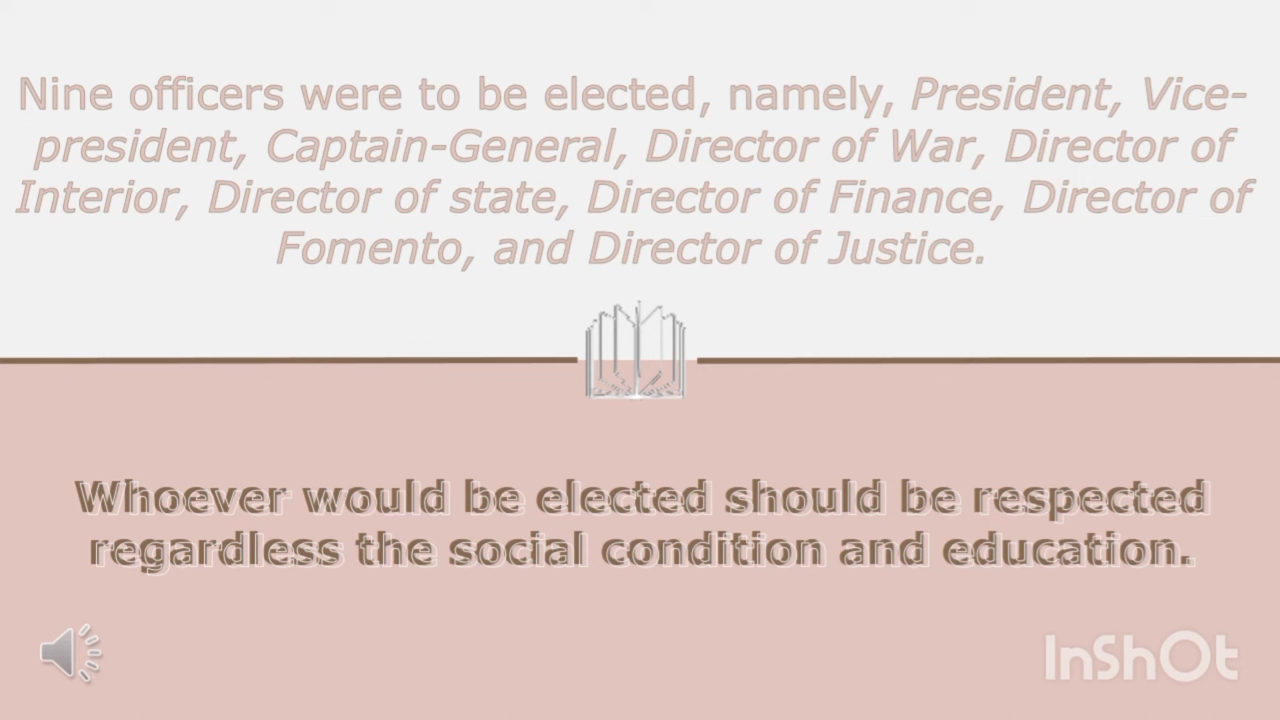 Nine officers were to be elected, namely, President, Vice-
president, Captain-General, Director of War, Director of
Interior, Director of state, Director of Finance, Director of
Fomento, and Director of Justice.
Whoever would be elected should be respected
regardless the social condition and education.
InShOt